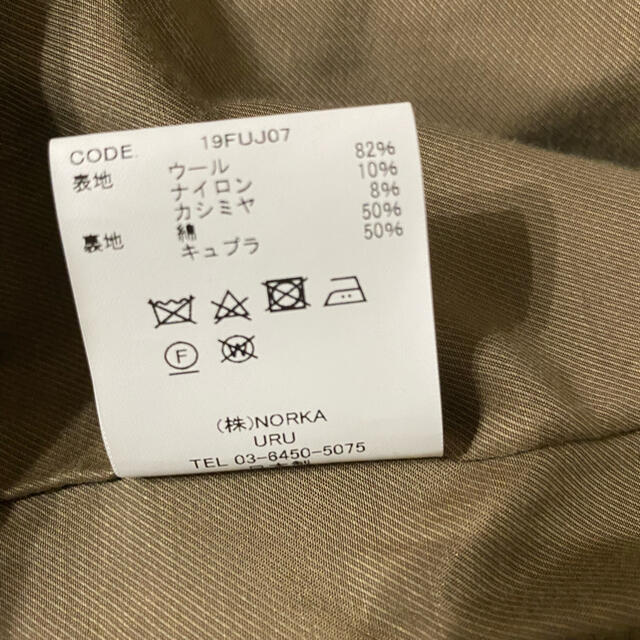 CODE. 19FUJ07
表地 ウール 82%
ナイロン 10%
カシミヤ 8%
裏地 綿 50%
キュプラ 50%
F
W
(株)NORKA
URU
TEL 03-6450-5075